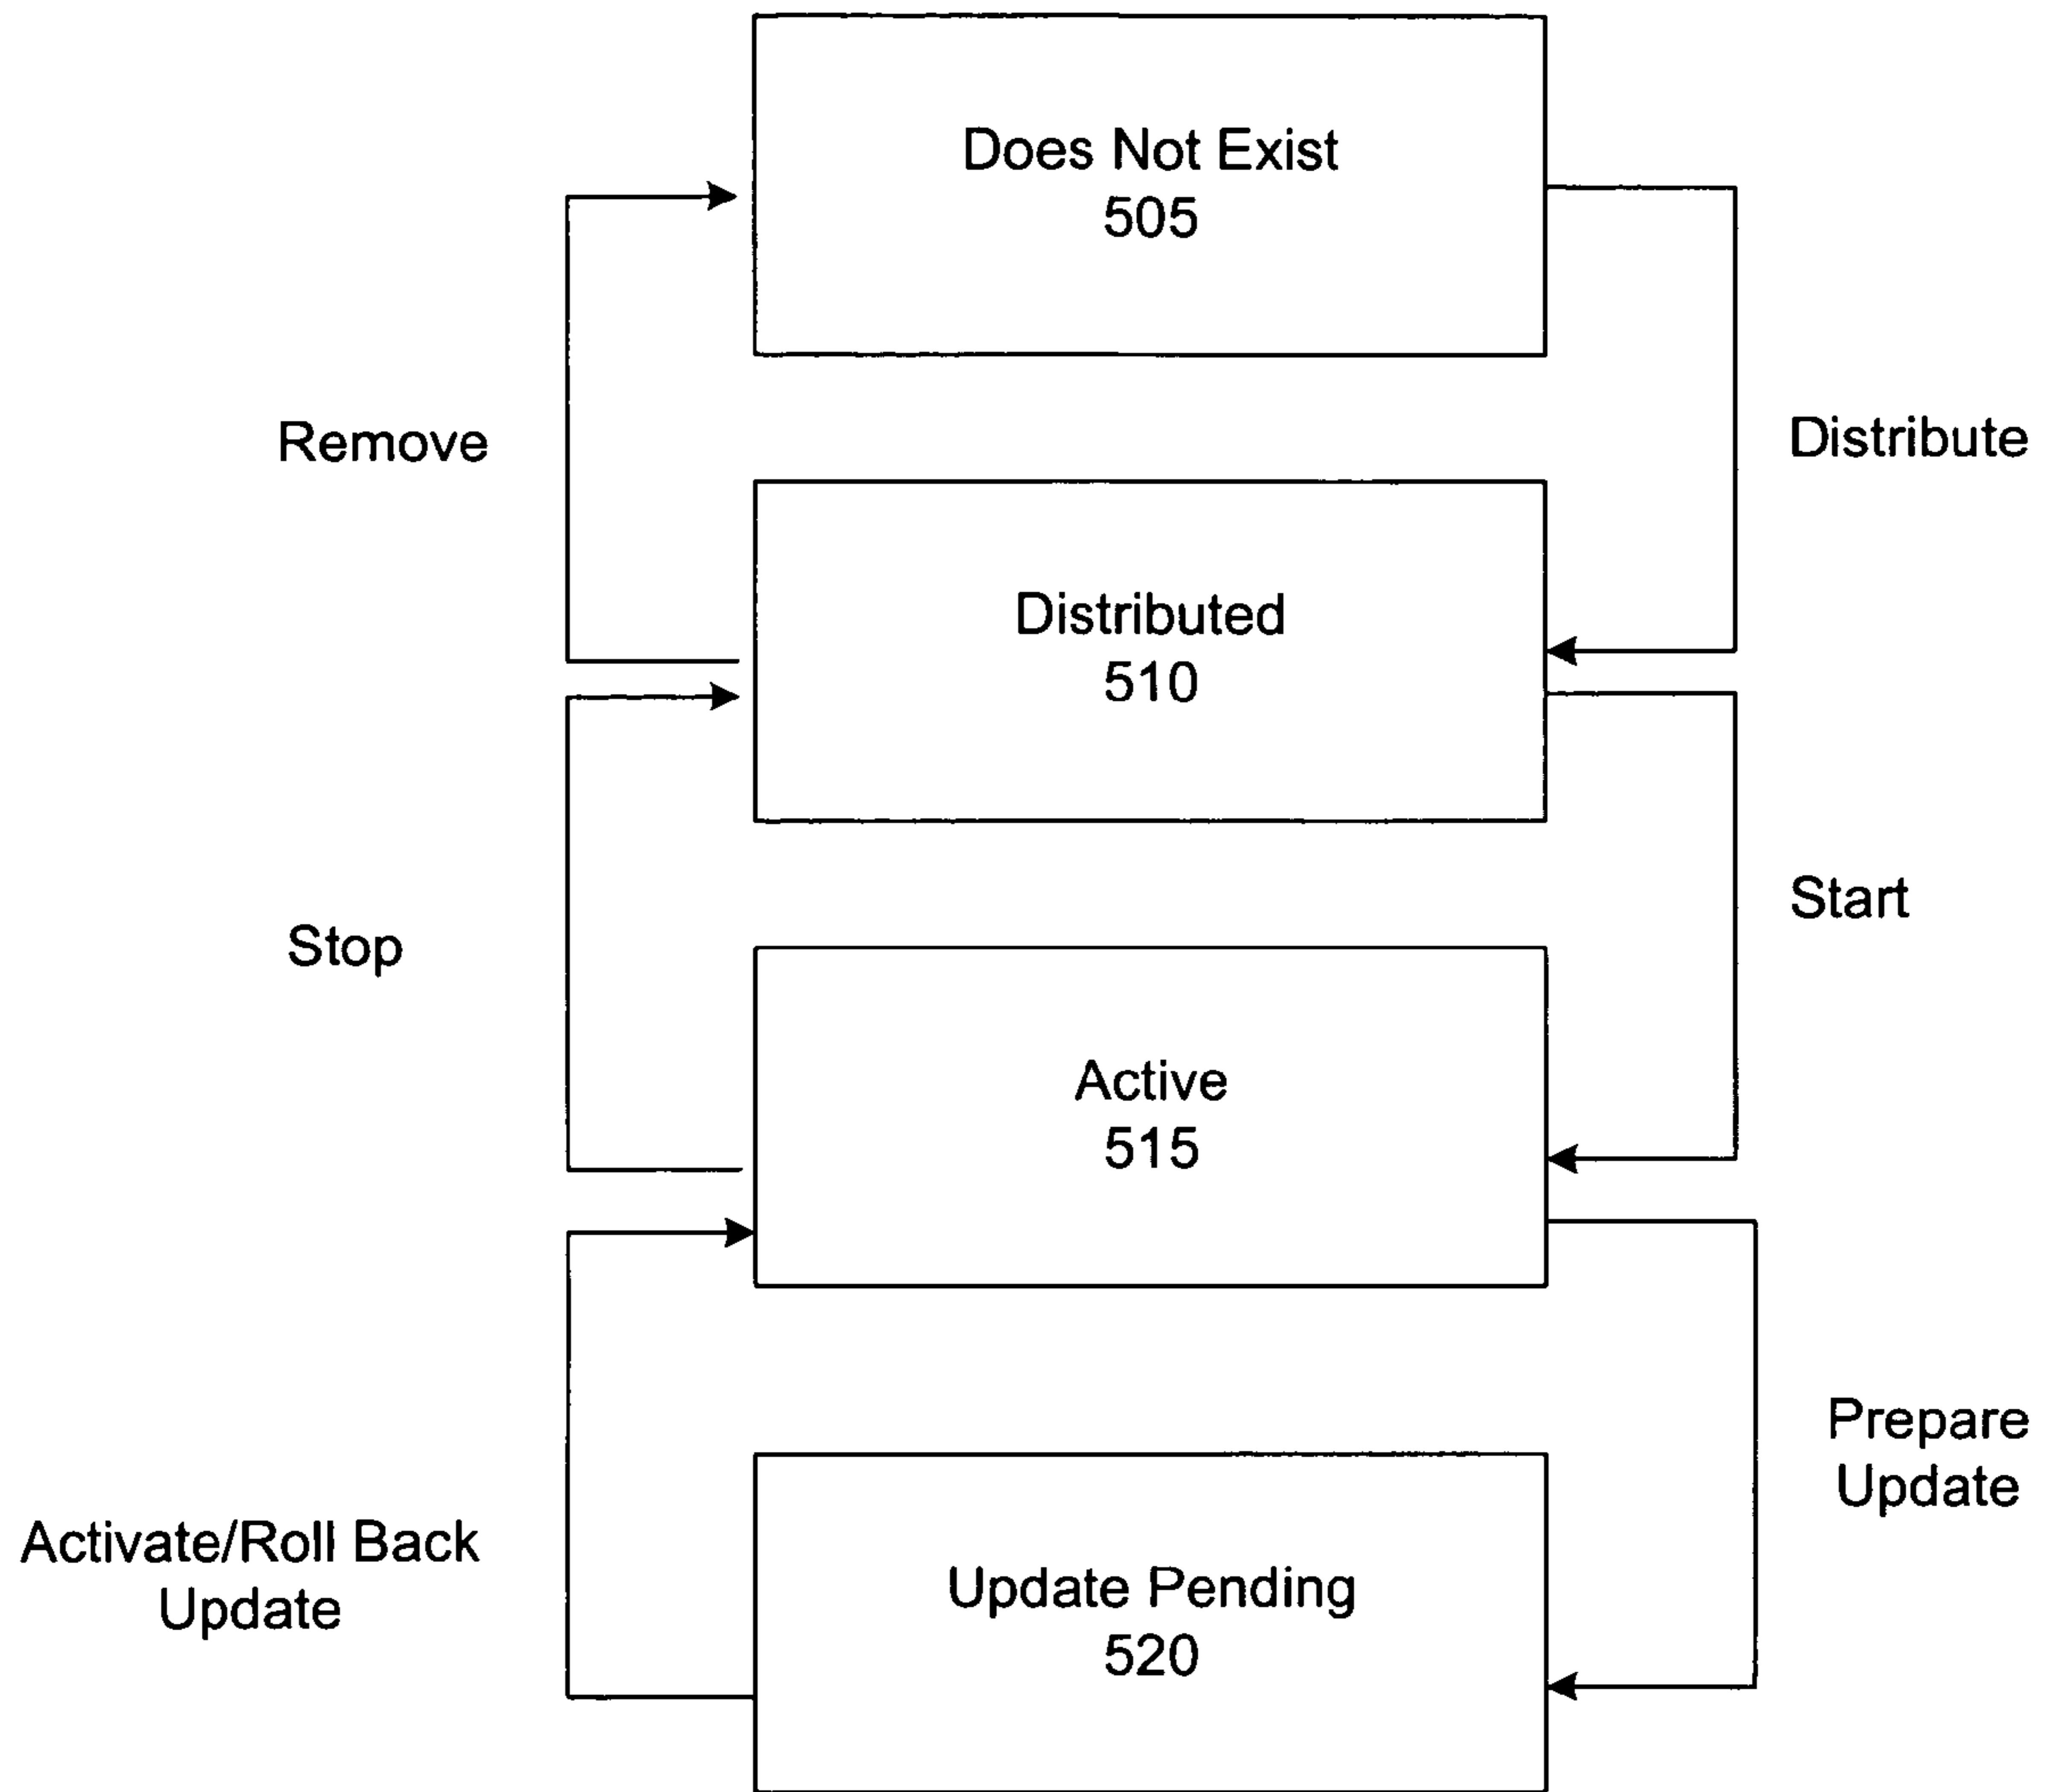 Does Not Exist
505
Remove
Distribute
Distributed
510
Start
Stop
Active
515
Prepare
Update
Activate/Roll Back
Update
Update Pending
520